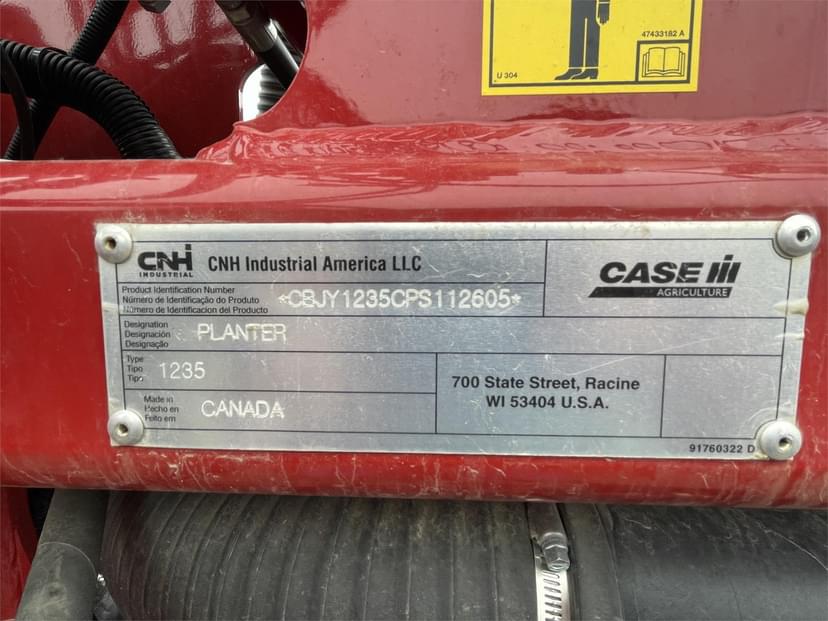 47433182 A
U 304
CNH
INDUSTRIAL
CNH Industrial America LLC
CASE IH
AGRICULTURE
Product Identification Number
Número de Identificação do Produto
Número de Identificacion del Producto
*CBJY1235CPS112605*
Designation
Designación
Designação
PLANTER
Type
Tipo
Tipo
1235
Made in
Hecho en
Feito em
CANADA
700 State Street, Racine
WI 53404 U.S.A.
91760322 D